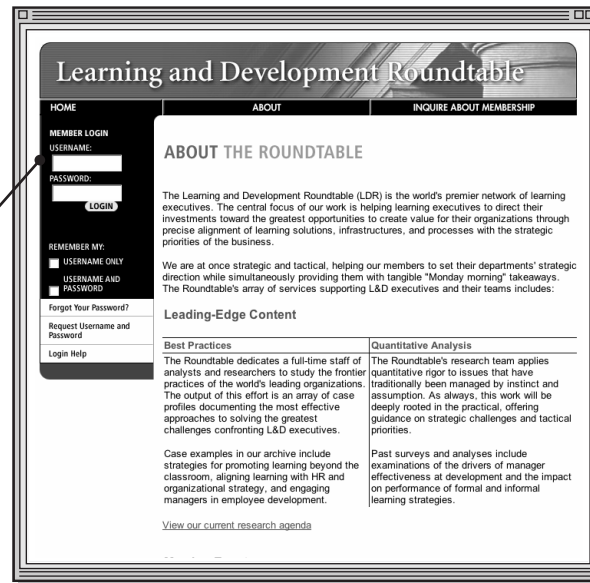 Learning and Development Roundtable
HOME
ABOUT
INQUIRE ABOUT MEMBERSHIP
MEMBER LOGIN
USERNAME:
PASSWORD:
LOGIN
REMEMBER MY:
USERNAME ONLY
USERNAME AND
PASSWORD
Forgot Your Password?
Request Username and
Password
Login Help
ABOUT THE ROUNDTABLE
The Learning and Development Roundtable (LDR) is the world's premier network of learning
executives. The central focus of our work is helping learning executives to direct their
investments toward the greatest opportunities to create value for their organizations through
precise alignment of learning solutions, infrastructures, and processes with the strategic
priorities of the business.
We are at once strategic and tactical, helping our members to set their departments' strategic
direction while simultaneously providing them with tangible "Monday morning" takeaways.
The Roundtable's array of services supporting L&D executives and their teams includes:
Leading-Edge Content
Best Practices
The Roundtable dedicates a full-time staff of
analysts and researchers to study the frontier
practices of the world's leading organizations.
The output of this effort is an array of case
profiles documenting the most effective
approaches to solving the greatest
challenges confronting L&D executives.
Case examples in our archive include
strategies for promoting learning beyond the
classroom, aligning learning with HR and
organizational strategy, and engaging
managers in employee development.
Quantitative Analysis
The Roundtable's research team applies
quantitative rigor to issues that have
traditionally been managed by instinct and
assumption. As always, this work will be
deeply rooted in the practical, offering
guidance on strategic challenges and tactical
priorities.
Past surveys and analyses include
examinations of the drivers of manager
effectiveness at development and the impact
on performance of formal and informal
learning strategies.
View our current research agenda